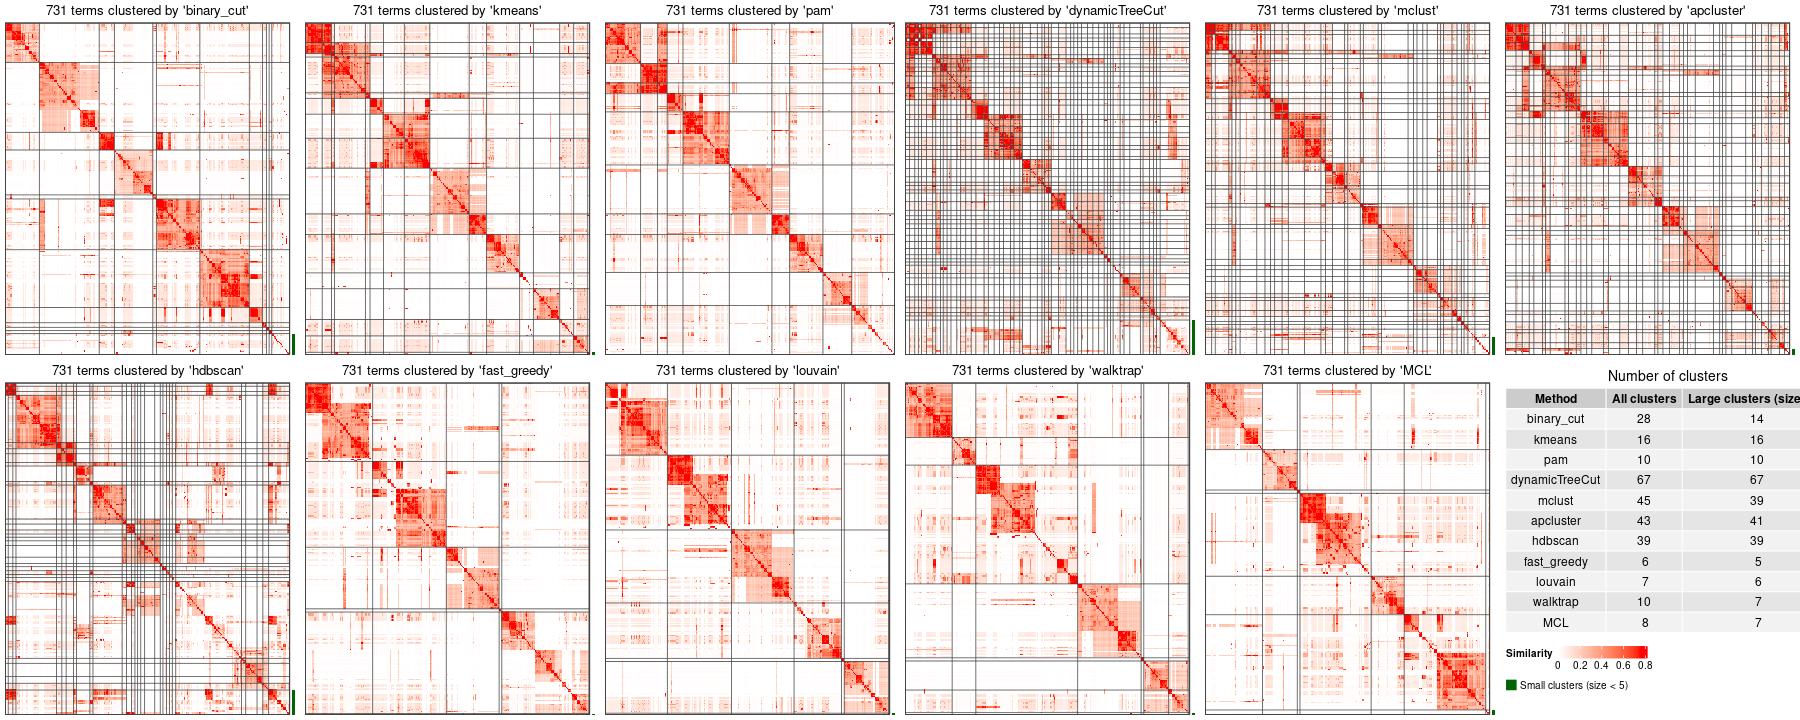 731 terms clustered by 'binary_cut'
731 terms clustered by 'kmeans'
731 terms clustered by 'pam'
731 terms clustered by 'dynamicTreeCut'
731 terms clustered by 'mclust'
731 terms clustered by 'apcluster'
731 terms clustered by 'hdbscan'
731 terms clustered by 'fast_greedy'
731 terms clustered by 'louvain'
731 terms clustered by 'walktrap'
731 terms clustered by 'MCL'
Number of clusters
Method All clusters Large clusters (size
binary_cut 28 14
kmeans 16 16
pam 10 10
dynamicTreeCut 67 67
mclust 45 39
apcluster 43 41
hdbscan 39 39
fast_greedy 6 5
louvain 7 6
walktrap 10 7
MCL 8 7
Similarity
0 0.2 0.4 0.6 0.8
Small clusters (size < 5)